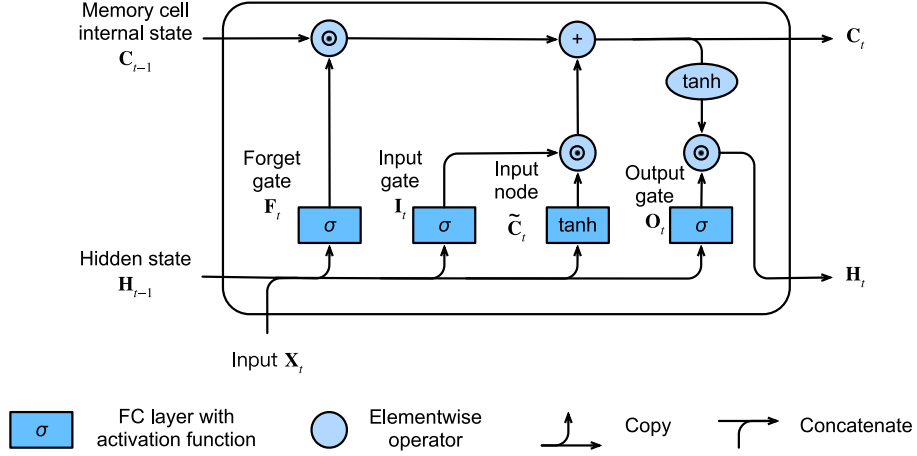 Memory cell
internal state
C_{t−1}
⊙
+
C_t
tanh
Forget
gate
F_t
Input
gate
I_t
⊙
Input
node
C̃_t
Output
gate
O_t
⊙
σ
σ
tanh
σ
Hidden state
H_{t−1}
H_t
Input X_t
σ
FC layer with
activation function
Elementwise
operator
Copy
Concatenate